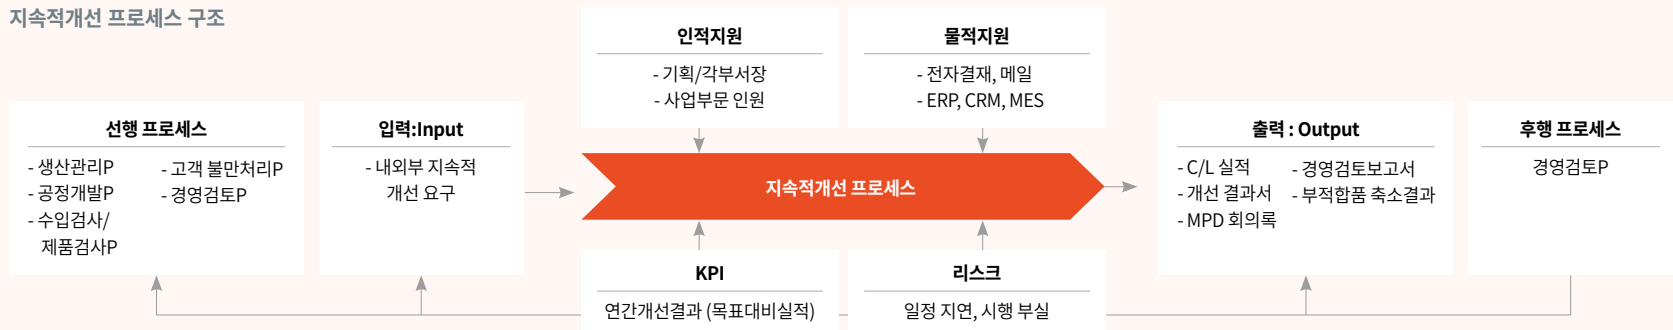 지속적개선 프로세스 구조
인적지원
- 기획/각부서장
- 사업부문 인원
물적지원
- 전자결재, 메일
- ERP, CRM, MES
선행 프로세스
- 생산관리P
- 공정개발P
- 수입검사/
제품검사P
- 고객 불만처리P
- 경영검토P
입력:Input
- 내외부 지속적
개선 요구
지속적개선 프로세스
출력 : Output
- C/L 실적
- 개선 결과서
- MPD 회의록
- 경영검토보고서
- 부적합품 축소결과
후행 프로세스
경영검토P
KPI
연간개선결과 (목표대비실적)
리스크
일정 지연, 시행 부실